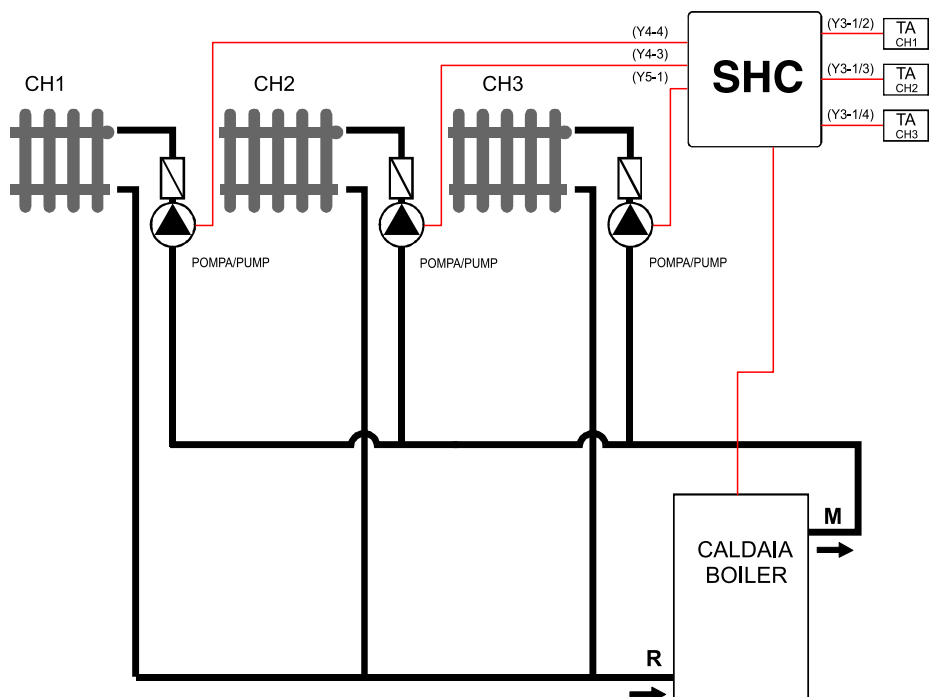 (Y4-4)
(Y4-3)
(Y5-1)
SHC
(Y3-1/2)
TA
CH1
(Y3-1/3)
TA
CH2
(Y3-1/4)
TA
CH3
CH1
CH2
CH3
POMPA/PUMP
POMPA/PUMP
POMPA/PUMP
M
CALDAIA
BOILER
R